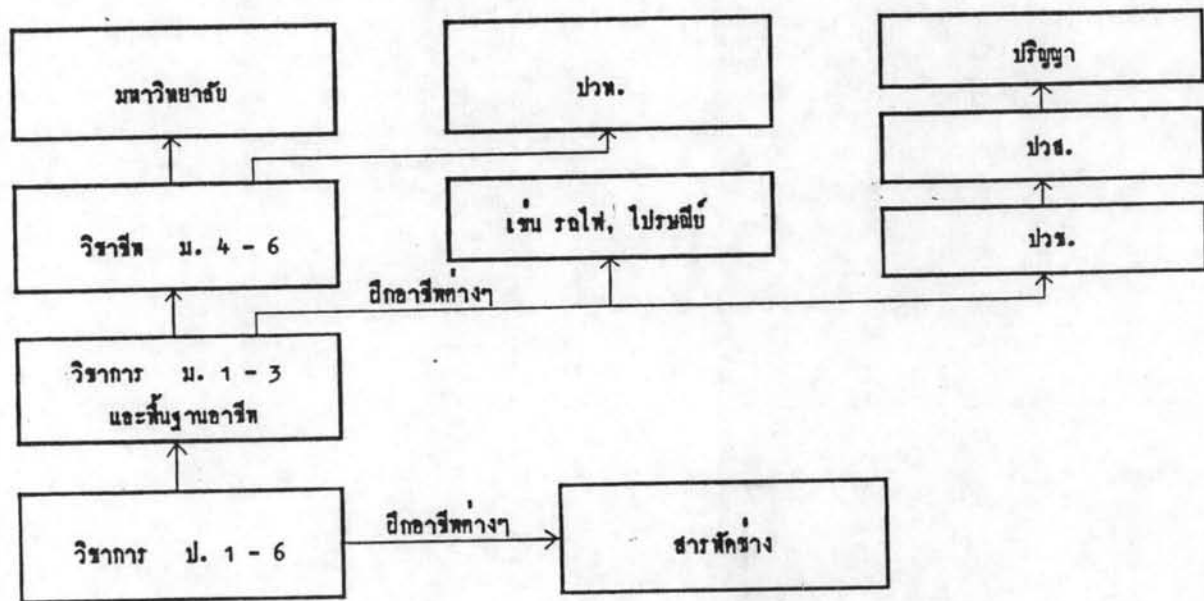 มหาวิทยาลัย
ปวท.
ปริญญา
ปวส.
วิชาชีพ ม. 4 - 6
เช่น รถไฟ, ไปรษณีย์
ปวช.
ฝึกอาชีพต่างๆ
วิชาการ ม. 1 - 3
และพื้นฐานอาชีพ
วิชาการ ป. 1 - 6
ฝึกอาชีพต่างๆ
สารพัดช่าง